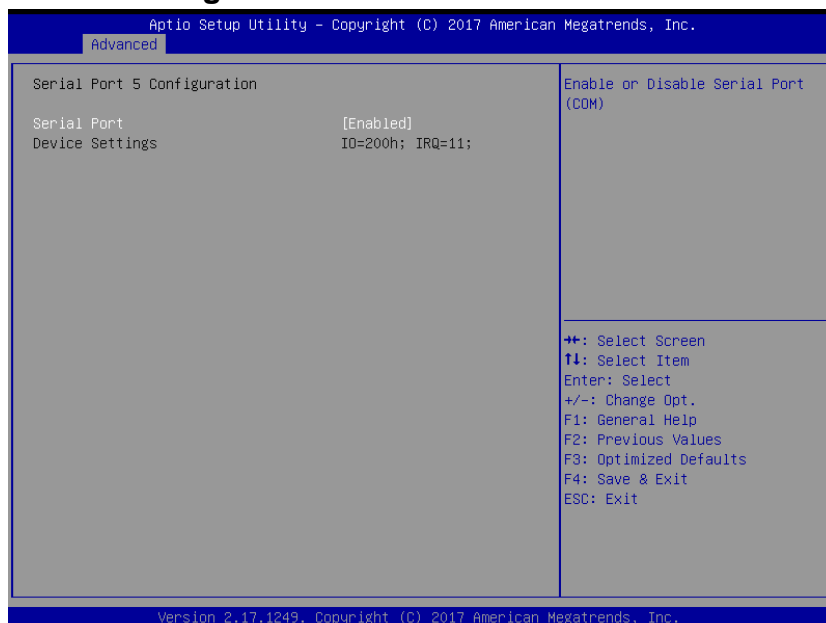 Aptio Setup Utility – Copyright (C) 2017 American Megatrends, Inc.
Advanced
Serial Port 5 Configuration
Serial Port [Enabled]
Device Settings IO=200h; IRQ=11;
Enable or Disable Serial Port
(COM)
→←: Select Screen
↑↓: Select Item
Enter: Select
+/-: Change Opt.
F1: General Help
F2: Previous Values
F3: Optimized Defaults
F4: Save & Exit
ESC: Exit
Version 2.17.1249. Copyright (C) 2017 American Megatrends, Inc.